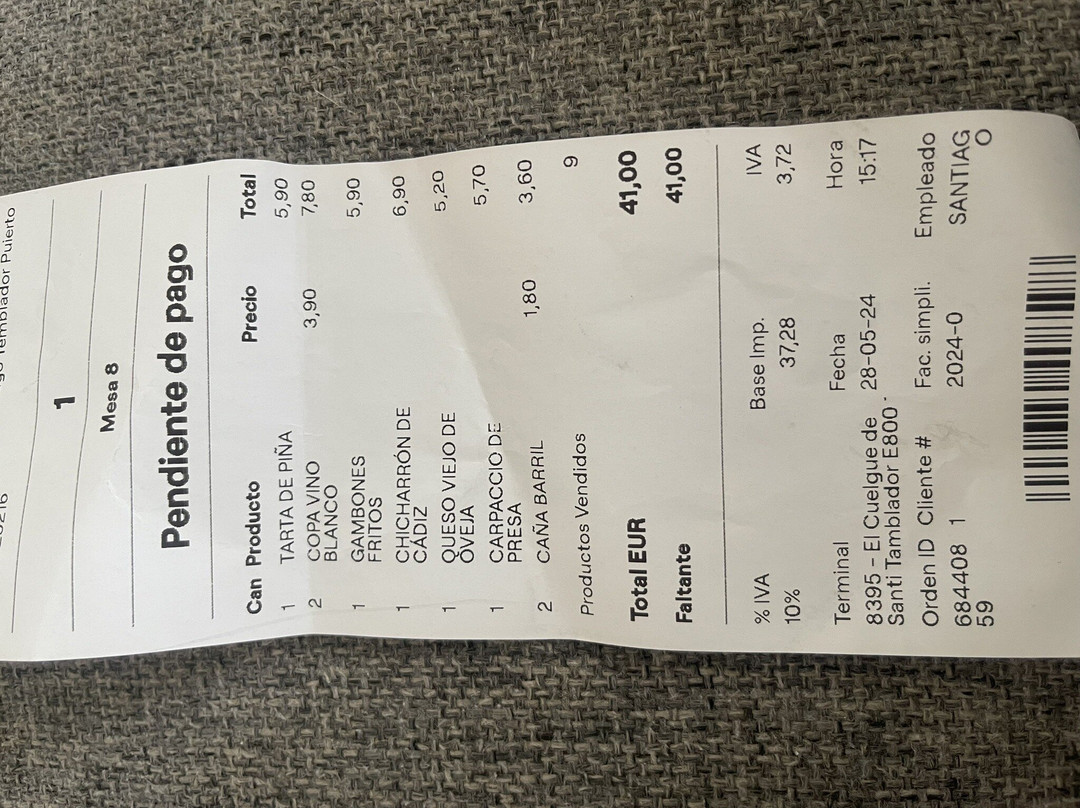 Temblador Puierto
1
Mesa 8
Pendiente de pago
Can Producto Precio Total
1 TARTA DE PIÑA 5,90
2 COPA VINO 3,90 7,80
BLANCO
1 GAMBONES 5,90
FRITOS
1 CHICHARRÓN DE 6,90
CÁDIZ
1 QUESO VIEJO DE 5,20
OVEJA
1 CARPACCIO DE 5,70
PRESA
2 CAÑA BARRIL 1,80 3,60
Productos Vendidos 9
Total EUR 41,00
Faltante 41,00
% IVA Base Imp. IVA
10% 37,28 3,72
Terminal Fecha Hora
8395 - El Cuelgue de 28-05-24 15:17
Santi Tamblador E800
Orden ID Cliente # Fac. simpli. Empleado
684408 1 2024-0 SANTIAG
59 O